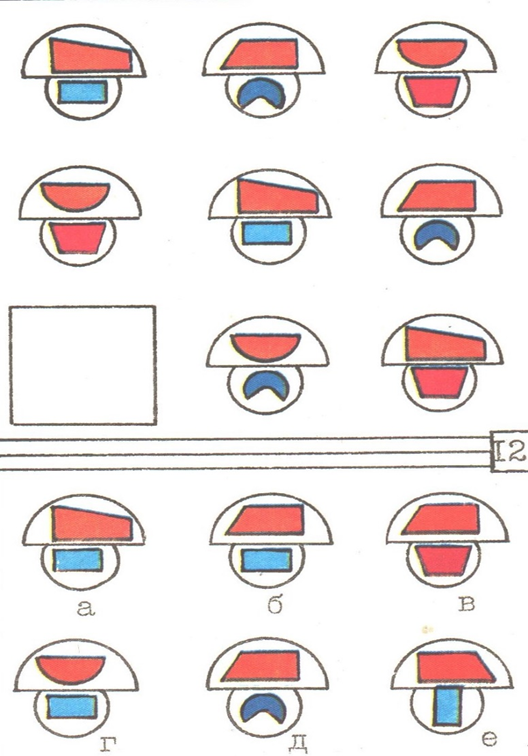 12
а б в
г д е